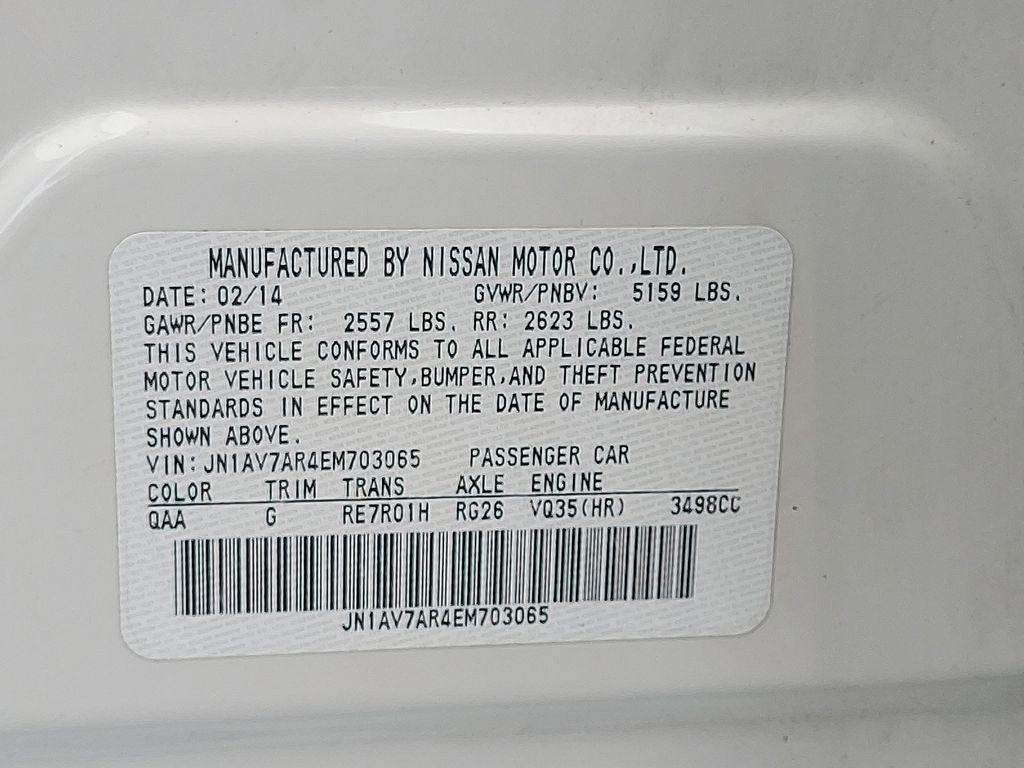 MANUFACTURED BY NISSAN MOTOR CO.,LTD.
DATE: 02/14 GVWR/PNBV: 5159 LBS.
GAWR/PNBE FR: 2557 LBS. RR: 2623 LBS.
THIS VEHICLE CONFORMS TO ALL APPLICABLE FEDERAL
MOTOR VEHICLE SAFETY,BUMPER,AND THEFT PREVENTION
STANDARDS IN EFFECT ON THE DATE OF MANUFACTURE
SHOWN ABOVE.
VIN:JN1AV7AR4EM703065 PASSENGER CAR
COLOR TRIM TRANS AXLE ENGINE
QAA G RE7R01H RG26 VQ35(HR) 3498CC
JN1AV7AR4EM703065